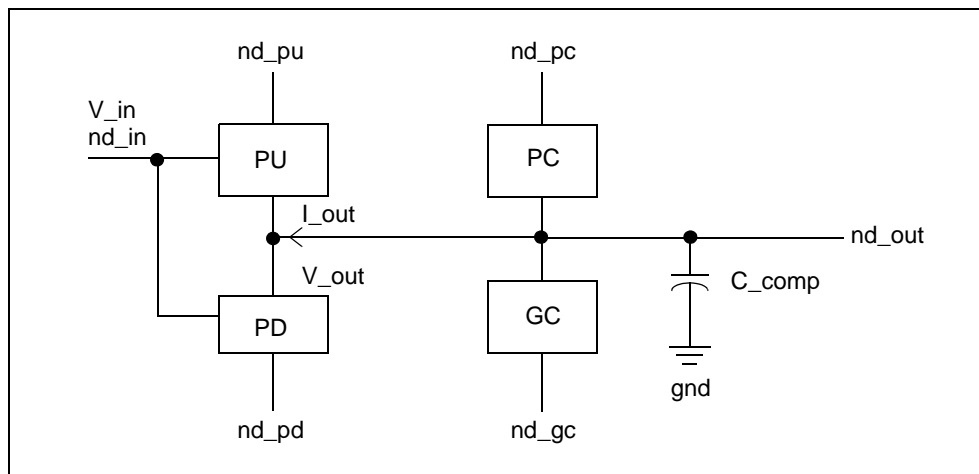 nd_pu
nd_pc
V_in
nd_in
PU
PC
I_out
nd_out
V_out
C_comp
PD
GC
gnd
nd_pd
nd_gc